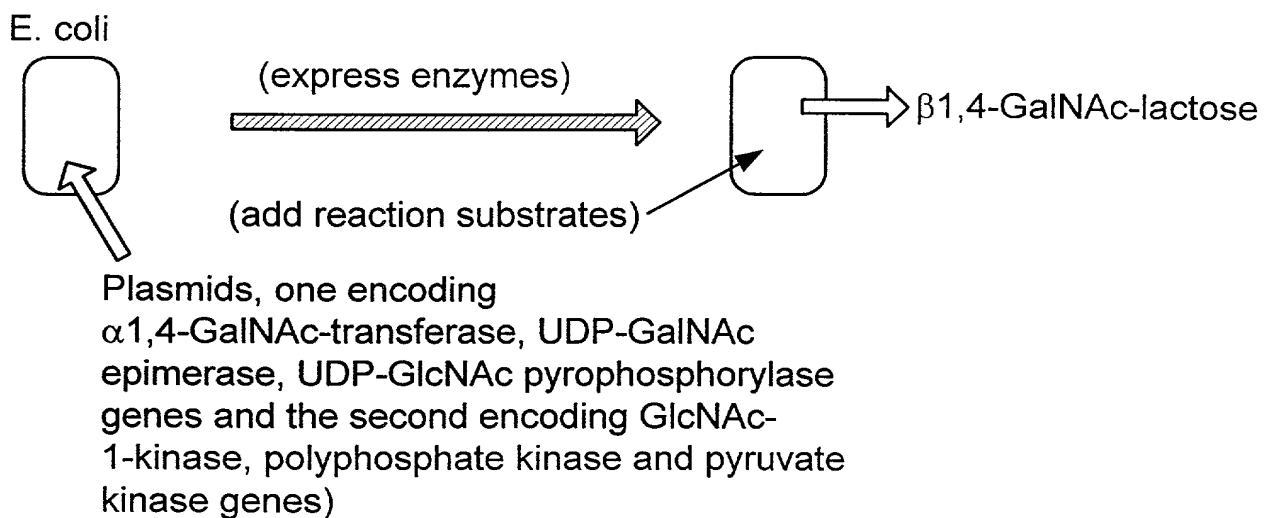 E. coli
(express enzymes)
β1,4-GalNAc-lactose
(add reaction substrates)
Plasmids, one encoding
α1,4-GalNAc-transferase, UDP-GalNAc
epimerase, UDP-GlcNAc pyrophosphorylase
genes and the second encoding GlcNAc-
1-kinase, polyphosphate kinase and pyruvate
kinase genes)